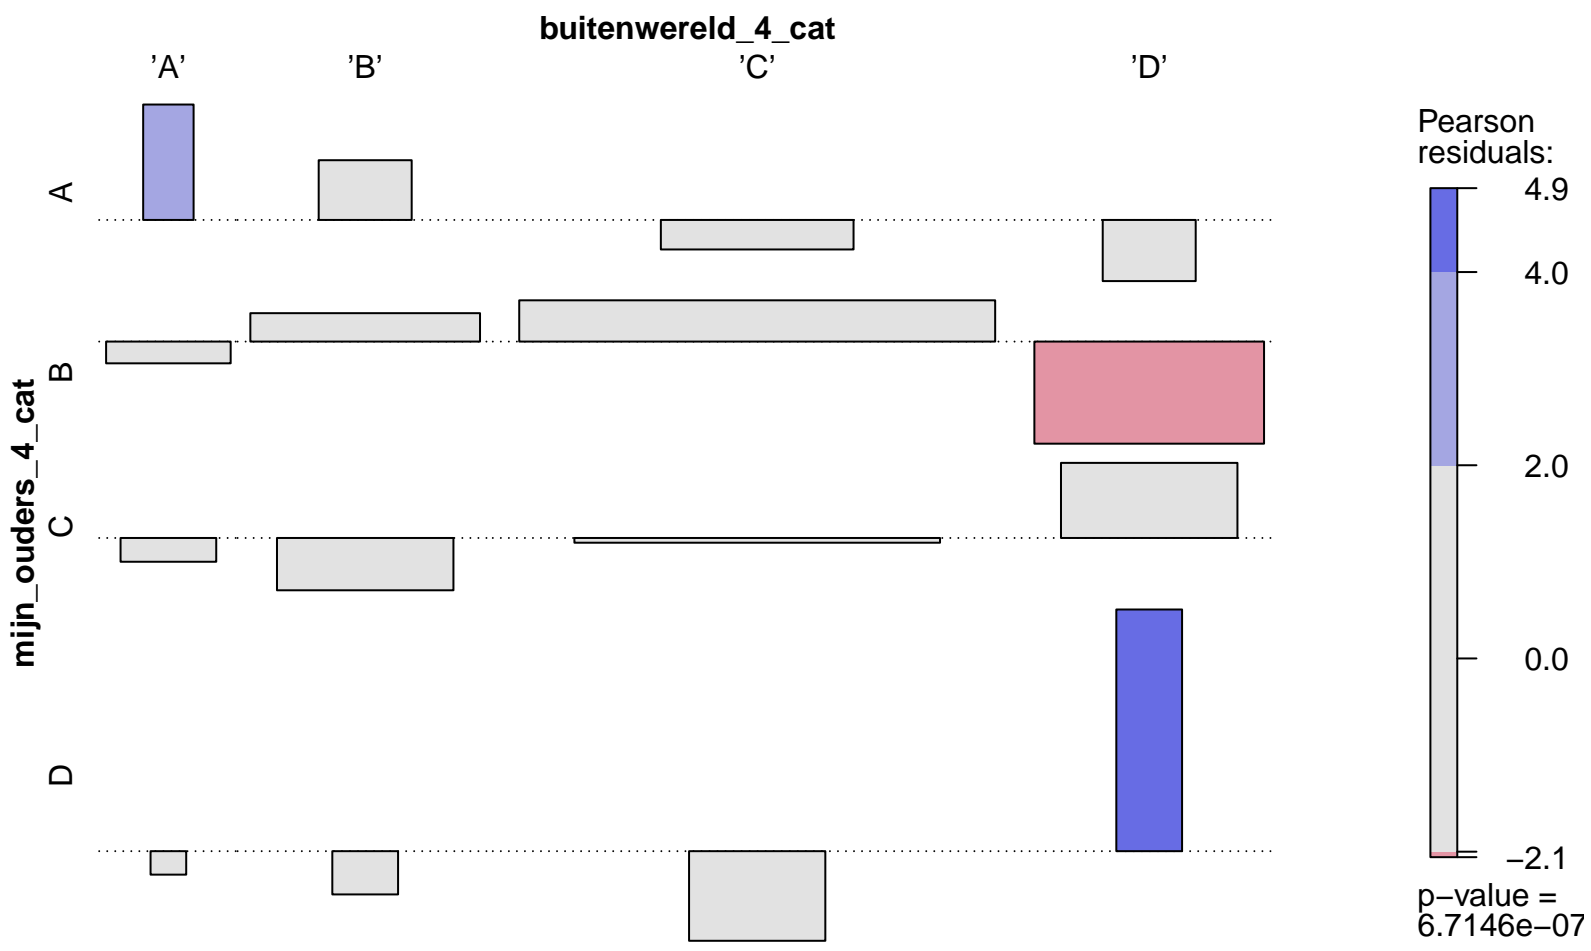 buitenwereld_4_cat
’A’ ’B’ ’C’ ’D’
mijn_ouders_4_cat
A
B
C
D
Pearson
residuals:
4.9
4.0
2.0
0.0
−2.1
p−value =
6.7146e−07